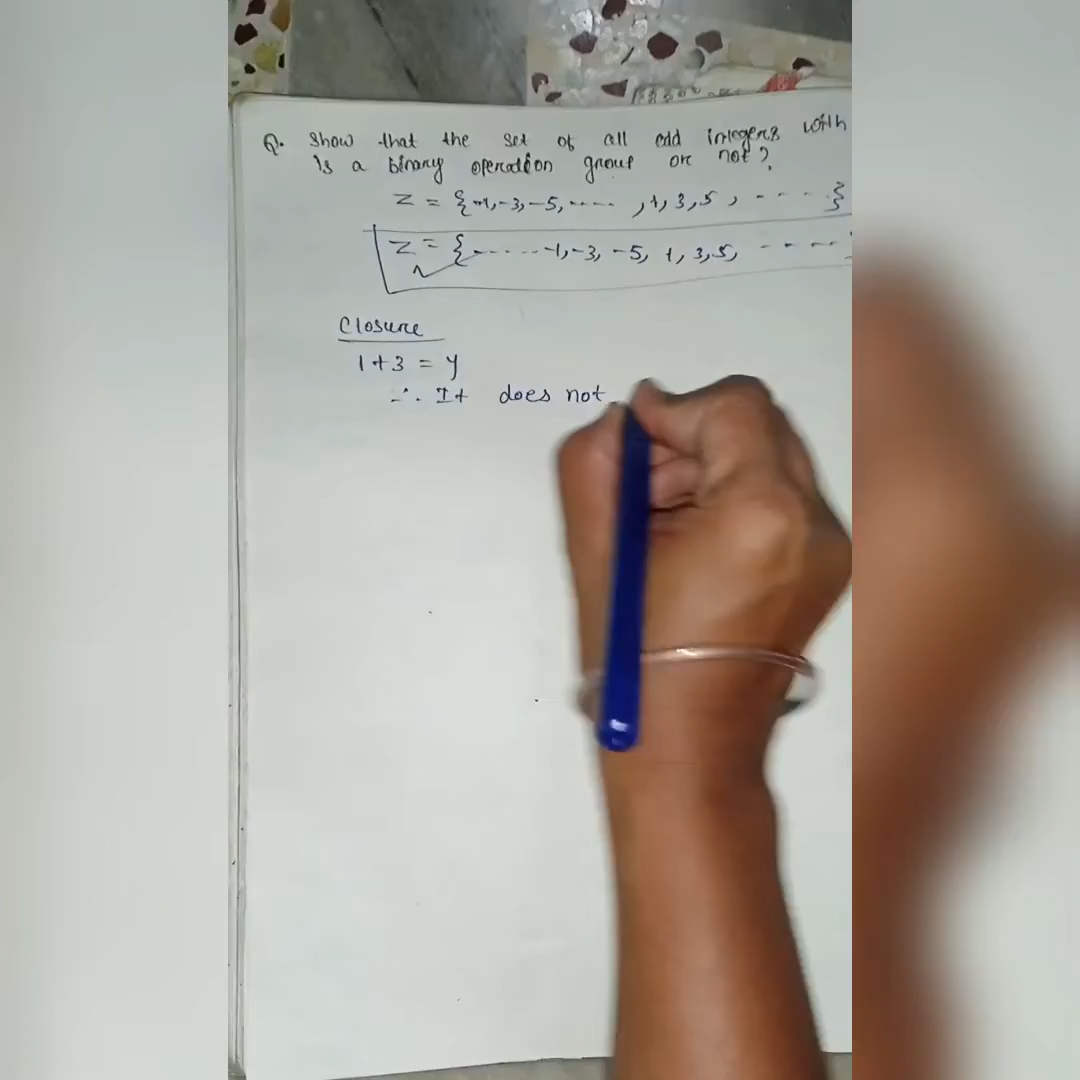 Q. Show that the set of all odd integers with
is a binary operation group or not?
Z = {-1, -3, -5, ..... , 1, 3, 5, - - - - - }
Z = { ...... -1, -3, -5, 1, 3, 5, - - - -
Closure
1 + 3 = 4
∴ It does not